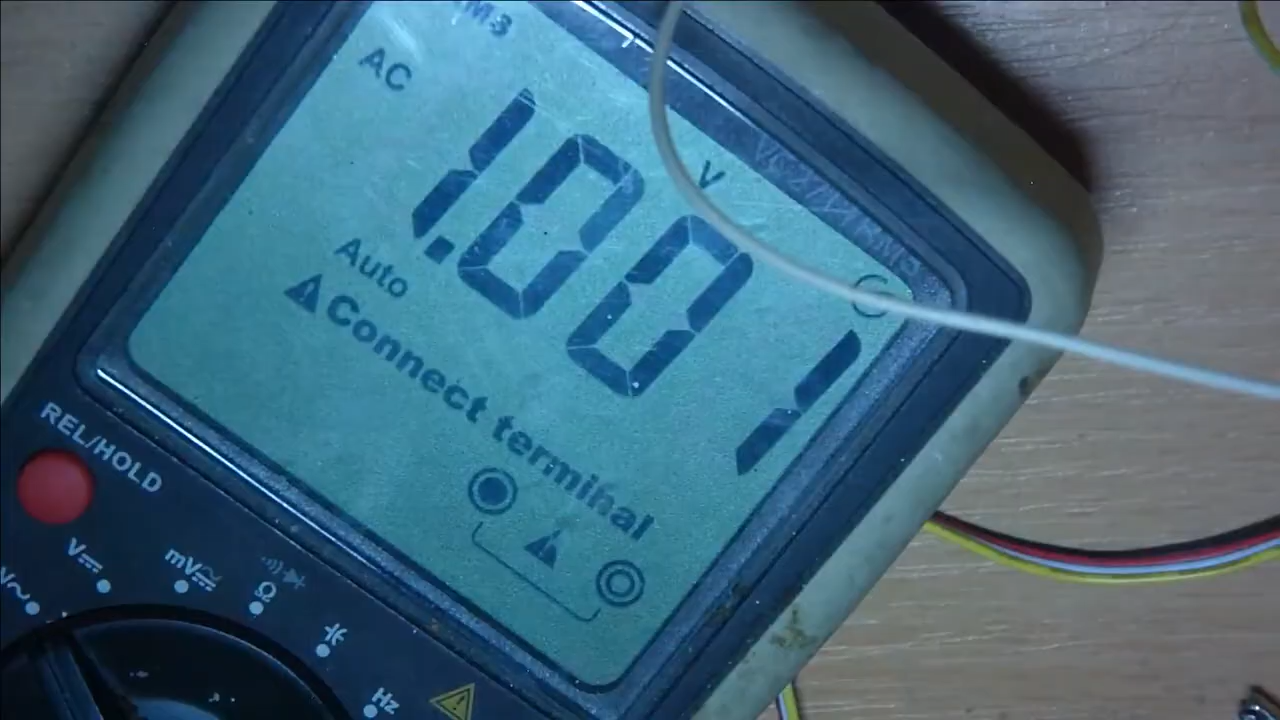 AC
1.001
V
Auto
Connect terminal
REL/HOLD
V~
V
mV
Ω
Hz